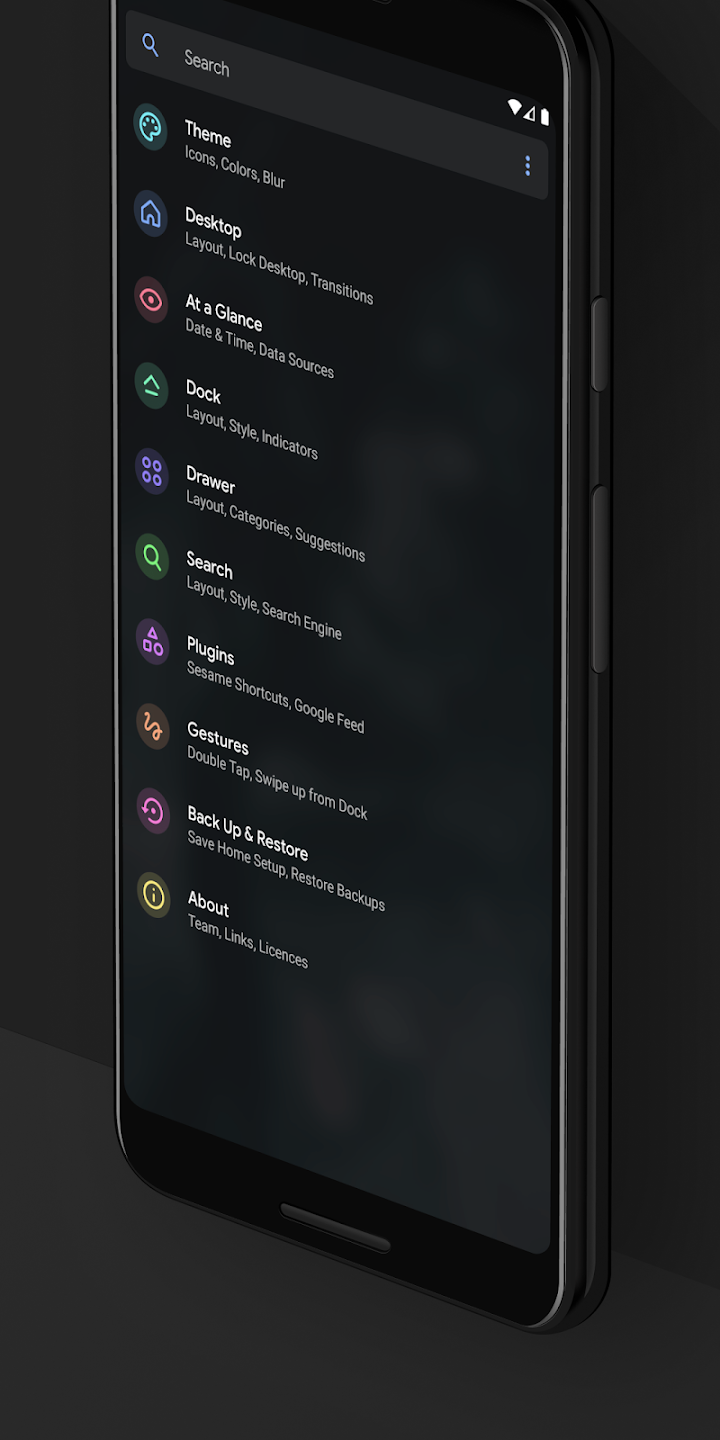 Search
Theme
Icons, Colors, Blur
Desktop
Layout, Lock Desktop, Transitions
At a Glance
Date & Time, Data Sources
Dock
Layout, Style, Indicators
Drawer
Layout, Categories, Suggestions
Search
Layout, Style, Search Engine
Plugins
Sesame Shortcuts, Google Feed
Gestures
Double Tap, Swipe up from Dock
Back Up & Restore
Save Home Setup, Restore Backups
About
Team, Links, Licences